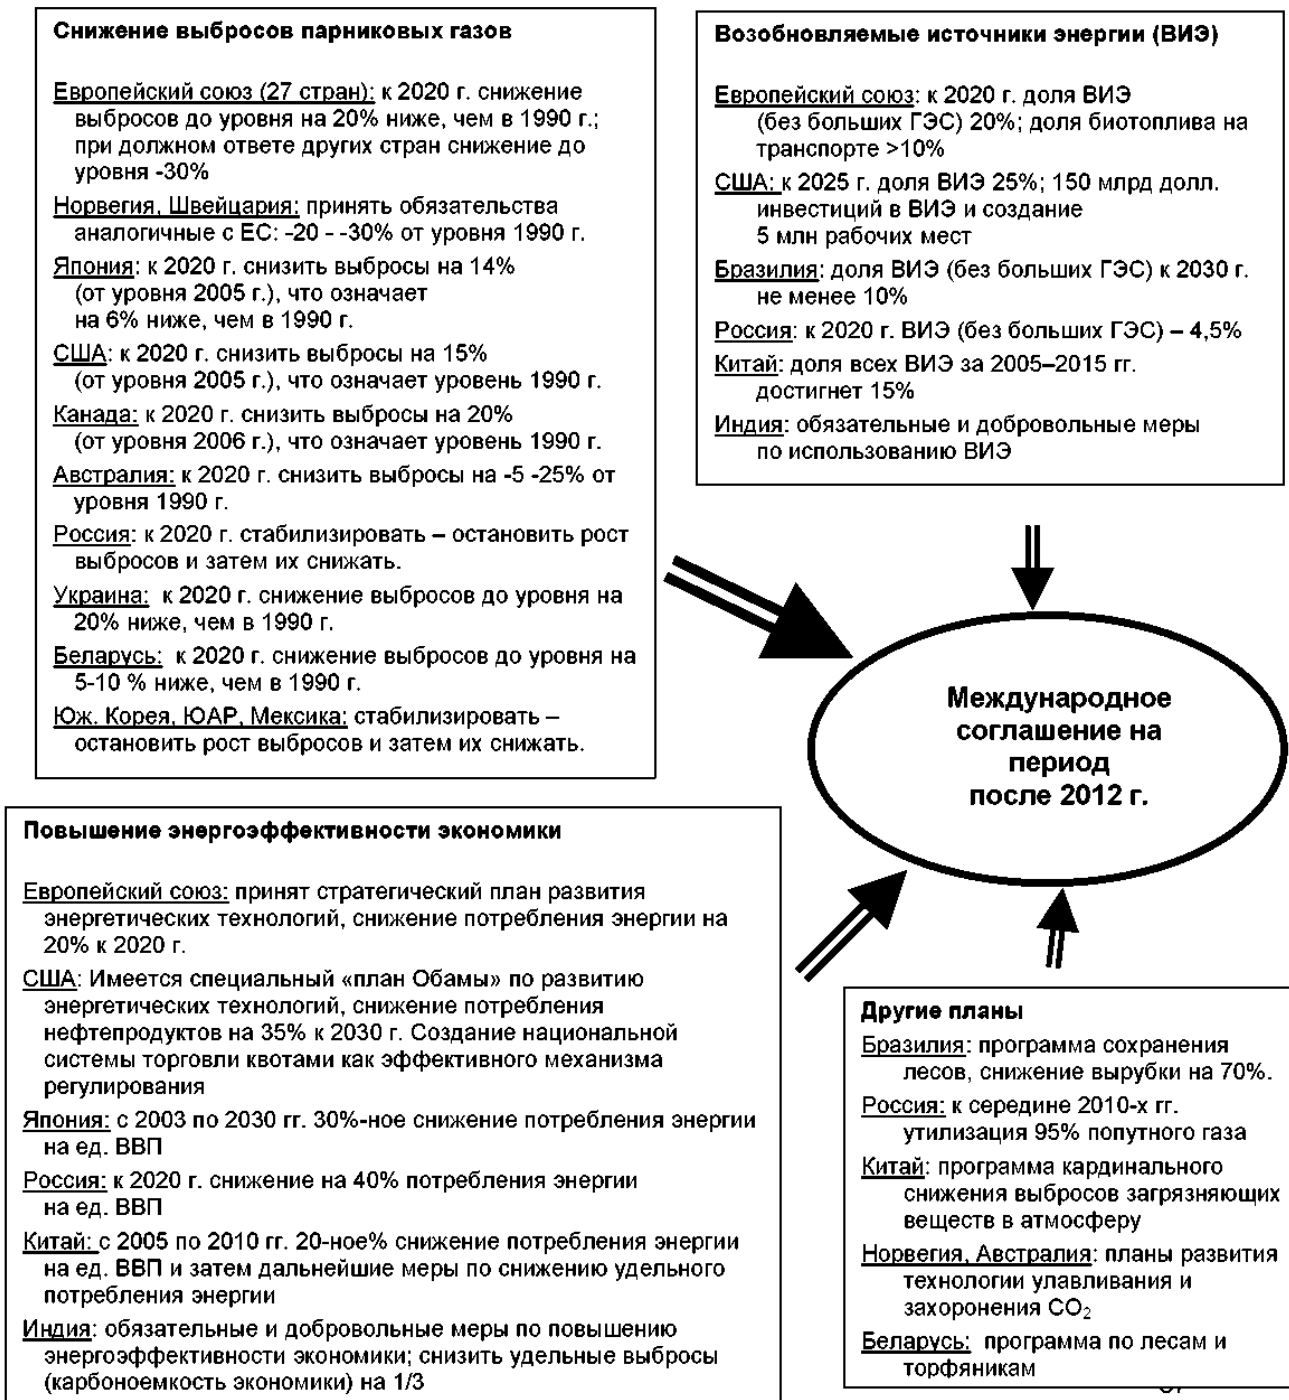 Снижение выбросов парниковых газов
Европейский союз (27 стран): к 2020 г. снижение
выбросов до уровня на 20% ниже, чем в 1990 г.;
при должном ответе других стран снижение до
уровня -30%
Норвегия, Швейцария: принять обязательства
аналогичные с ЕС: -20 - -30% от уровня 1990 г.
Япония: к 2020 г. снизить выбросы на 14%
(от уровня 2005 г.), что означает
на 6% ниже, чем в 1990 г.
США: к 2020 г. снизить выбросы на 15%
(от уровня 2005 г.), что означает уровень 1990 г.
Канада: к 2020 г. снизить выбросы на 20%
(от уровня 2006 г.), что означает уровень 1990 г.
Австралия: к 2020 г. снизить выбросы на -5 -25% от
уровня 1990 г.
Россия: к 2020 г. стабилизировать – остановить рост
выбросов и затем их снижать.
Украина: к 2020 г. снижение выбросов до уровня на
20% ниже, чем в 1990 г.
Беларусь: к 2020 г. снижение выбросов до уровня на
5-10 % ниже, чем в 1990 г.
Юж. Корея, ЮАР, Мексика: стабилизировать –
остановить рост выбросов и затем их снижать.
Возобновляемые источники энергии (ВИЭ)
Европейский союз: к 2020 г. доля ВИЭ
(без больших ГЭС) 20%; доля биотоплива на
транспорте >10%
США: к 2025 г. доля ВИЭ 25%; 150 млрд долл.
инвестиций в ВИЭ и создание
5 млн рабочих мест
Бразилия: доля ВИЭ (без больших ГЭС) к 2030 г.
не менее 10%
Россия: к 2020 г. ВИЭ (без больших ГЭС) – 4,5%
Китай: доля всех ВИЭ за 2005–2015 гг.
достигнет 15%
Индия: обязательные и добровольные меры
по использованию ВИЭ
Международное
соглашение на
период
после 2012 г.
Повышение энергоэффективности экономики
Европейский союз: принят стратегический план развития
энергетических технологий, снижение потребления энергии на
20% к 2020 г.
США: Имеется специальный «план Обамы» по развитию
энергетических технологий, снижение потребления
нефтепродуктов на 35% к 2030 г. Создание национальной
системы торговли квотами как эффективного механизма
регулирования
Япония: с 2003 по 2030 гг. 30%-ное снижение потребления энергии
на ед. ВВП
Россия: к 2020 г. снижение на 40% потребления энергии
на ед. ВВП
Китай: с 2005 по 2010 гг. 20-ное% снижение потребления энергии
на ед. ВВП и затем дальнейшие меры по снижению удельного
потребления энергии
Индия: обязательные и добровольные меры по повышению
энергоэффективности экономики; снизить удельные выбросы
(карбоноемкость экономики) на 1/3
Другие планы
Бразилия: программа сохранения
лесов, снижение вырубки на 70%.
Россия: к середине 2010-х гг.
утилизация 95% попутного газа
Китай: программа кардинального
снижения выбросов загрязняющих
веществ в атмосферу
Норвегия, Австралия: планы развития
технологии улавливания и
захоронения CO₂
Беларусь: программа по лесам и
торфяникам